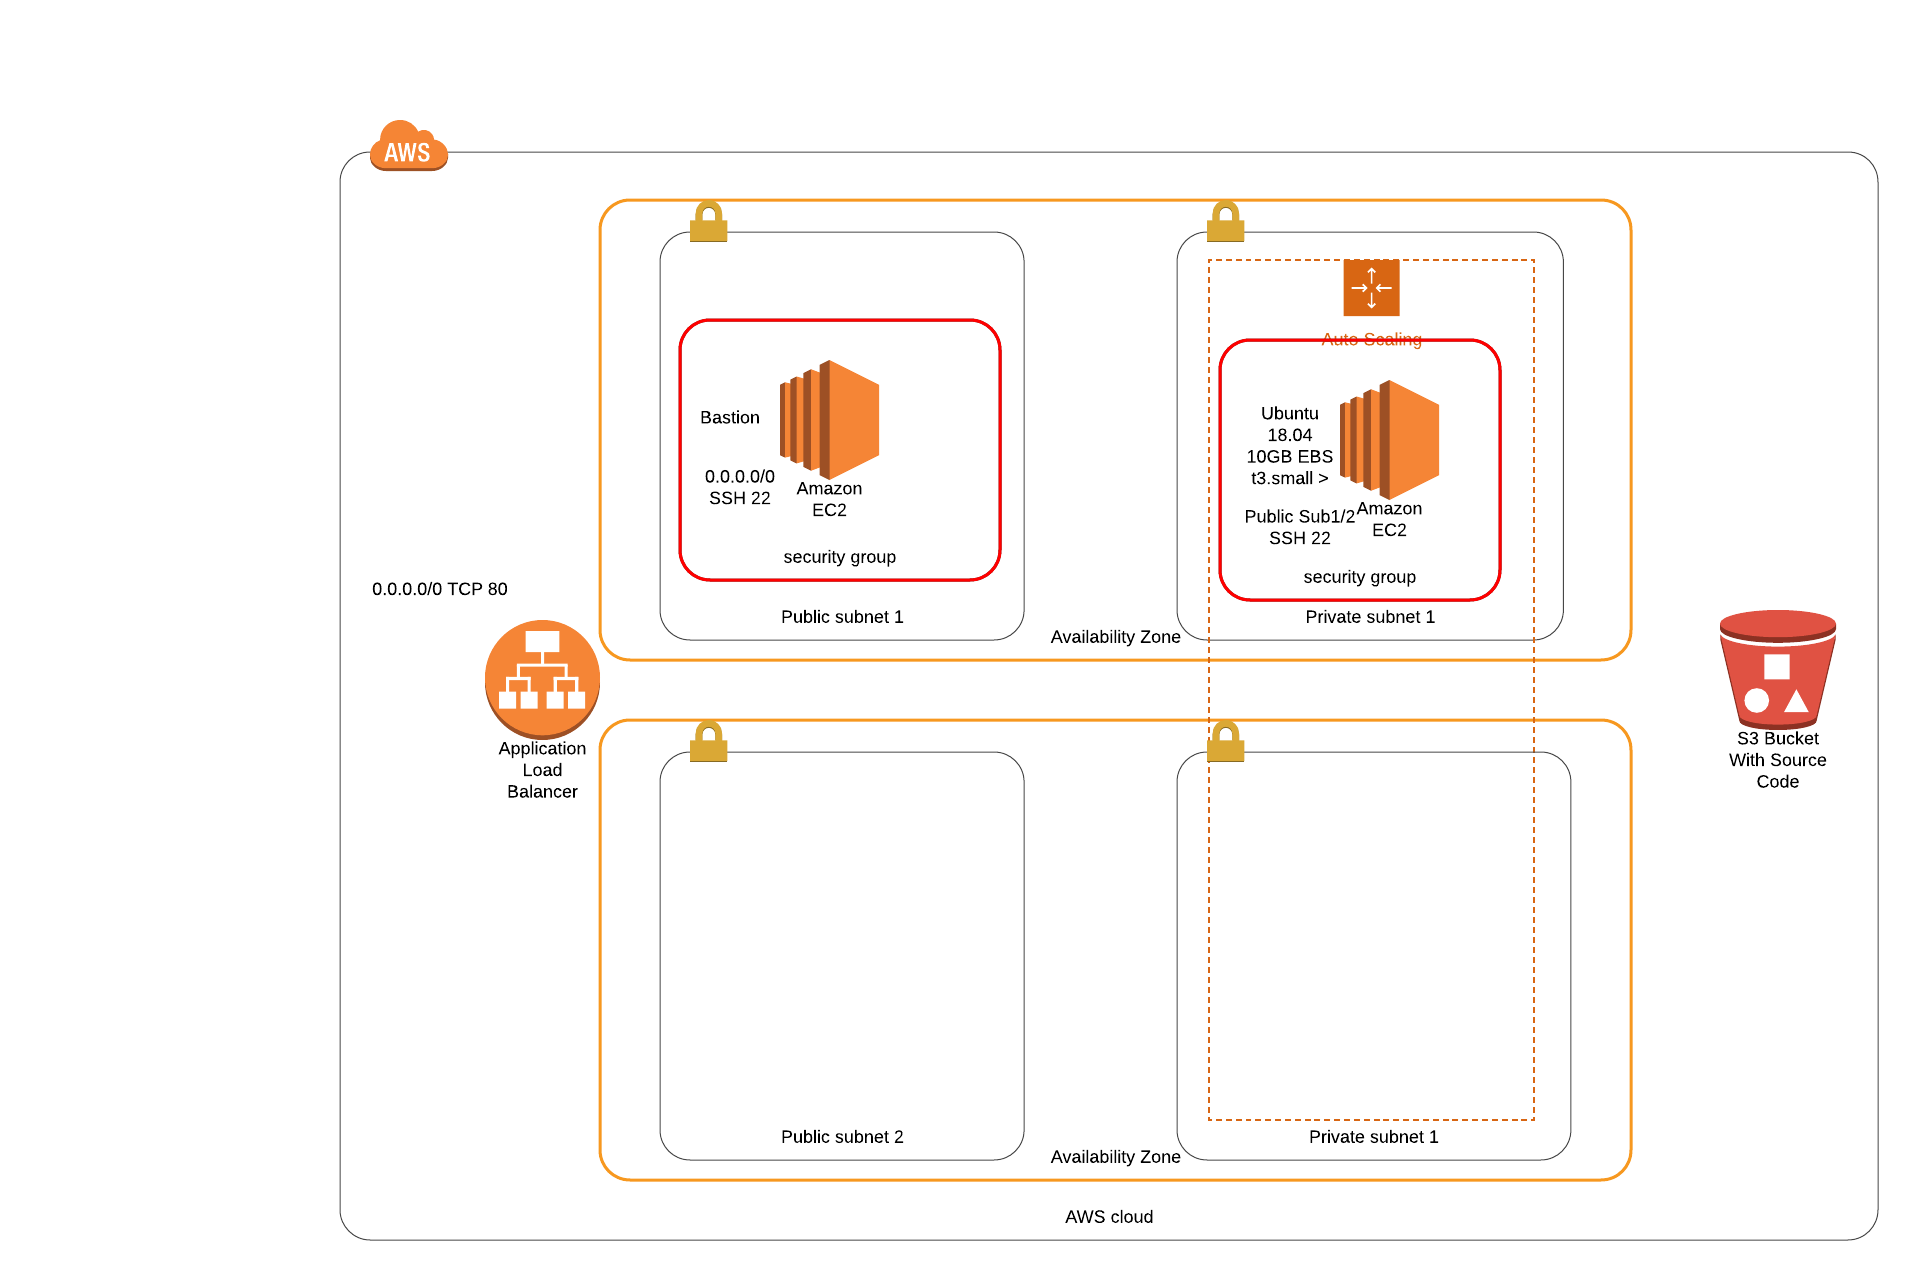 AWS
Auto Scaling
Bastion
0.0.0.0/0
SSH 22
Amazon
EC2
security group
Public subnet 1
Ubuntu
18.04
10GB EBS
t3.small >
Public Sub1/2
SSH 22
Amazon
EC2
security group
Private subnet 1
Availability Zone
0.0.0.0/0 TCP 80
Application
Load
Balancer
S3 Bucket
With Source
Code
Public subnet 2
Private subnet 1
Availability Zone
AWS cloud